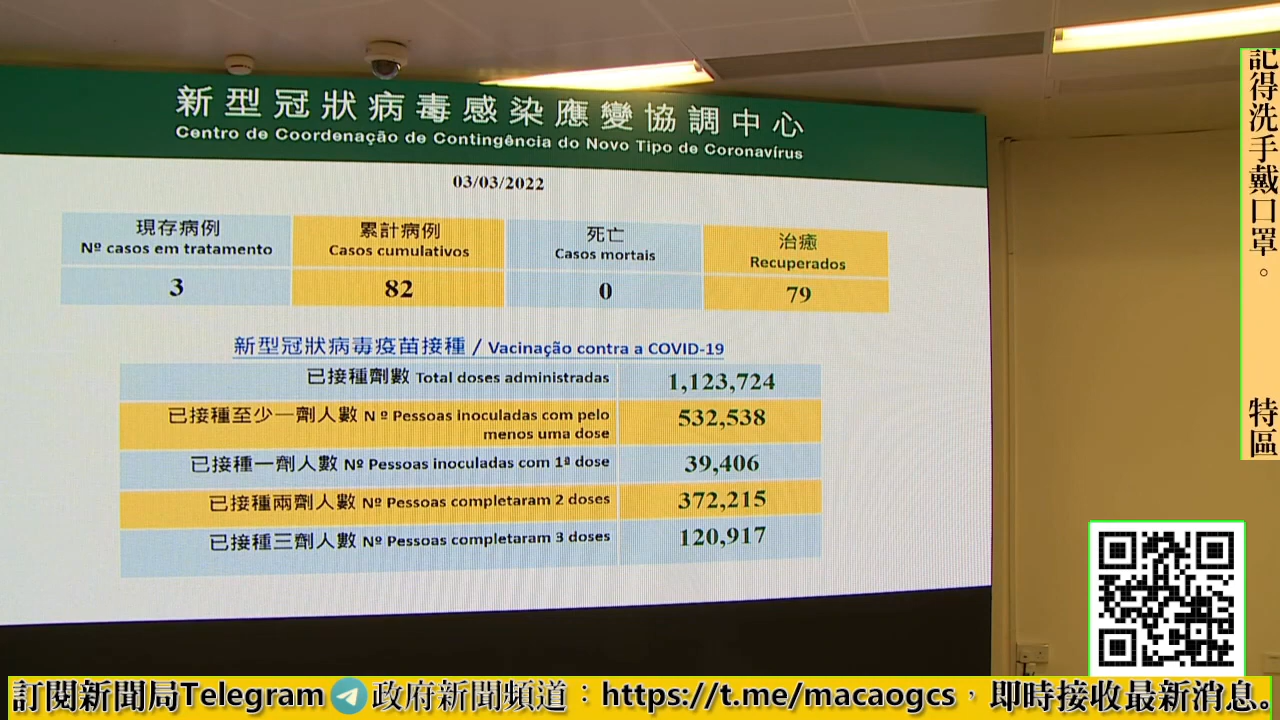 新型冠狀病毒感染應變協調中心
Centro de Coordenação de Contingência do Novo Tipo de Coronavírus
03/03/2022
現存病例 累計病例 死亡 治癒
Nº casos em tratamento Casos cumulativos Casos mortais Recuperados
3 82 0 79
新型冠狀病毒疫苗接種 / Vacinação contra a COVID-19
已接種劑數 Total doses administradas 1,123,724
已接種至少一劑人數 N º Pessoas inoculadas com pelo 532,538
menos uma dose
已接種一劑人數 Nº Pessoas inoculadas com 1ª dose 39,406
已接種兩劑人數 Nº Pessoas completaram 2 doses 372,215
已接種三劑人數 Nº Pessoas completaram 3 doses 120,917
記得洗手戴口罩。 特區
訂閱新聞局Telegram 政府新聞頻道：https://t.me/macaogcs，即時接收最新消息。